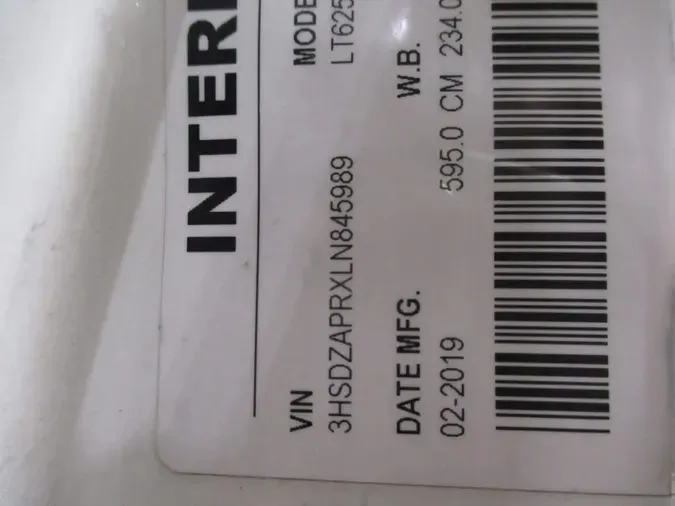 INTER
VIN MODE
3HSDZAPRXLN845989 LT625
DATE MFG. W.B.
02-2019 595.0 CM 234.0